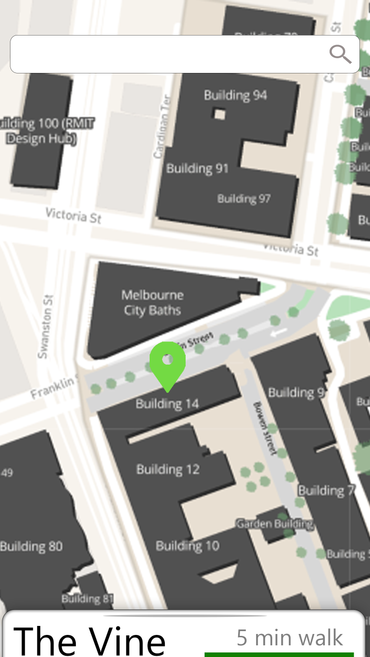 Building 94
Building 100 (RMIT
Design Hub)
Cardigan Ter
Building 91
Building 97
Victoria St
Victoria St
Melbourne
City Baths
Swanston St
Franklin
Street
Building 14
Building 9
Bowen Street
49
Building 12
Building 7
Garden Building
Building 80
Building 10
Building
Building 81
The Vine
5 min walk